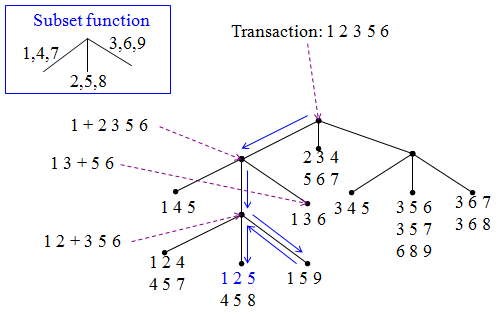 Subset function
1,4,7
3,6,9
2,5,8
Transaction: 1 2 3 5 6
1 + 2 3 5 6
1 3 + 5 6
1 2 + 3 5 6
2 3 4
5 6 7
1 4 5
1 3 6
3 4 5
3 5 6
3 5 7
6 8 9
3 6 7
3 6 8
1 2 4
4 5 7
1 2 5
4 5 8
1 5 9